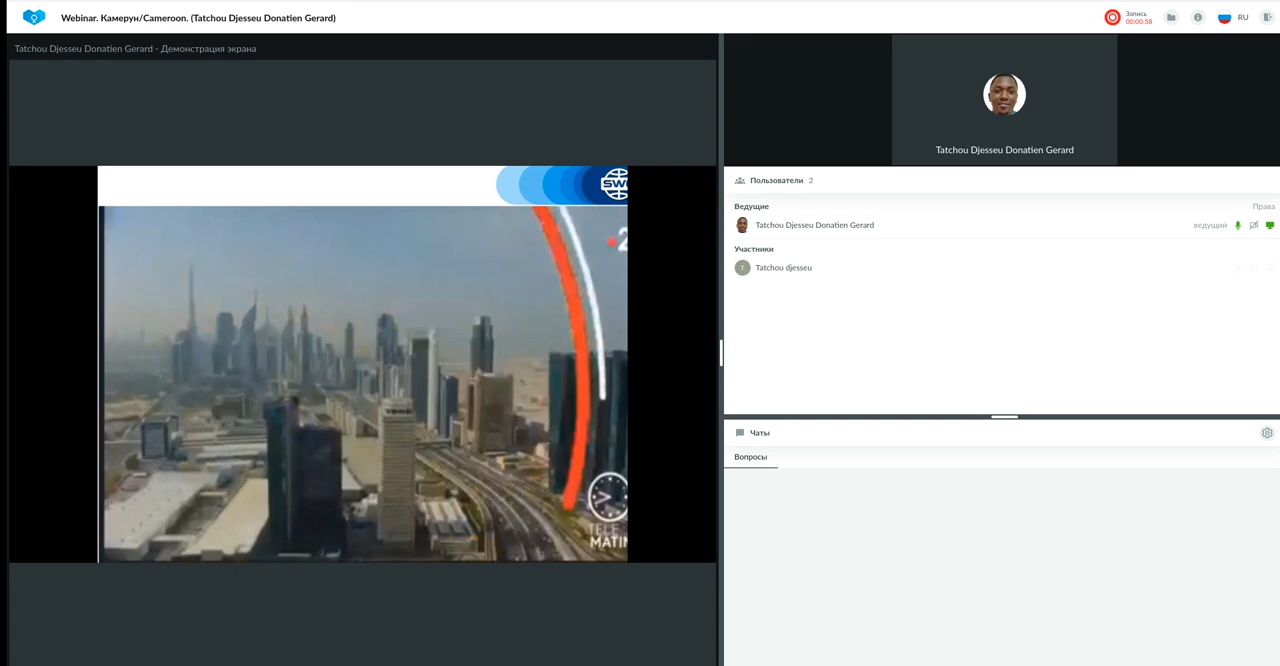 Webinar. Камерун/Cameroon. (Tatchou Djesseu Donatien Gerard)
Запись
00:00:58
RU
Tatchou Djesseu Donatien Gerard - Демонстрация экрана
Tatchou Djesseu Donatien Gerard
Пользователи 2
Ведущие
Права
Tatchou Djesseu Donatien Gerard
ведущий
Участники
T
Tatchou djesseu
Чаты
Вопросы
SW
2
TELE
MATIN